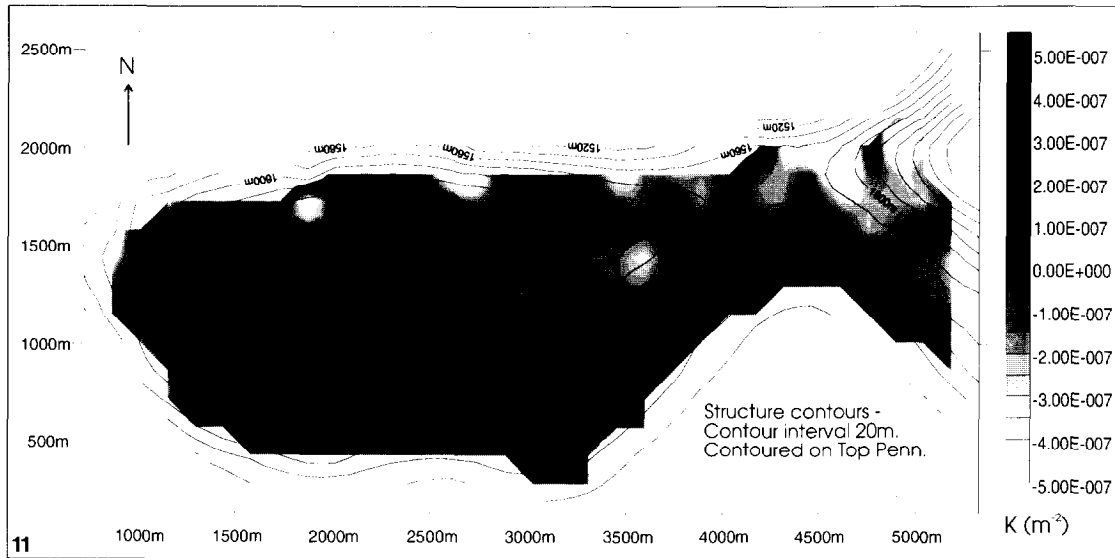 2500m
N
5.00E-007
4.00E-007
1520m
3.00E-007
2000m
1560m
1560m
1520m
1560m
2.00E-007
1600m
1.00E-007
1500m
0.00E+000
-1.00E-007
1000m
-2.00E-007
Structure contours -
Contour interval 20m.
Contoured on Top Penn.
-3.00E-007
500m
-4.00E-007
-5.00E-007
1000m 1500m 2000m 2500m 3000m 3500m 4000m 4500m 5000m
K (m⁻²)
11